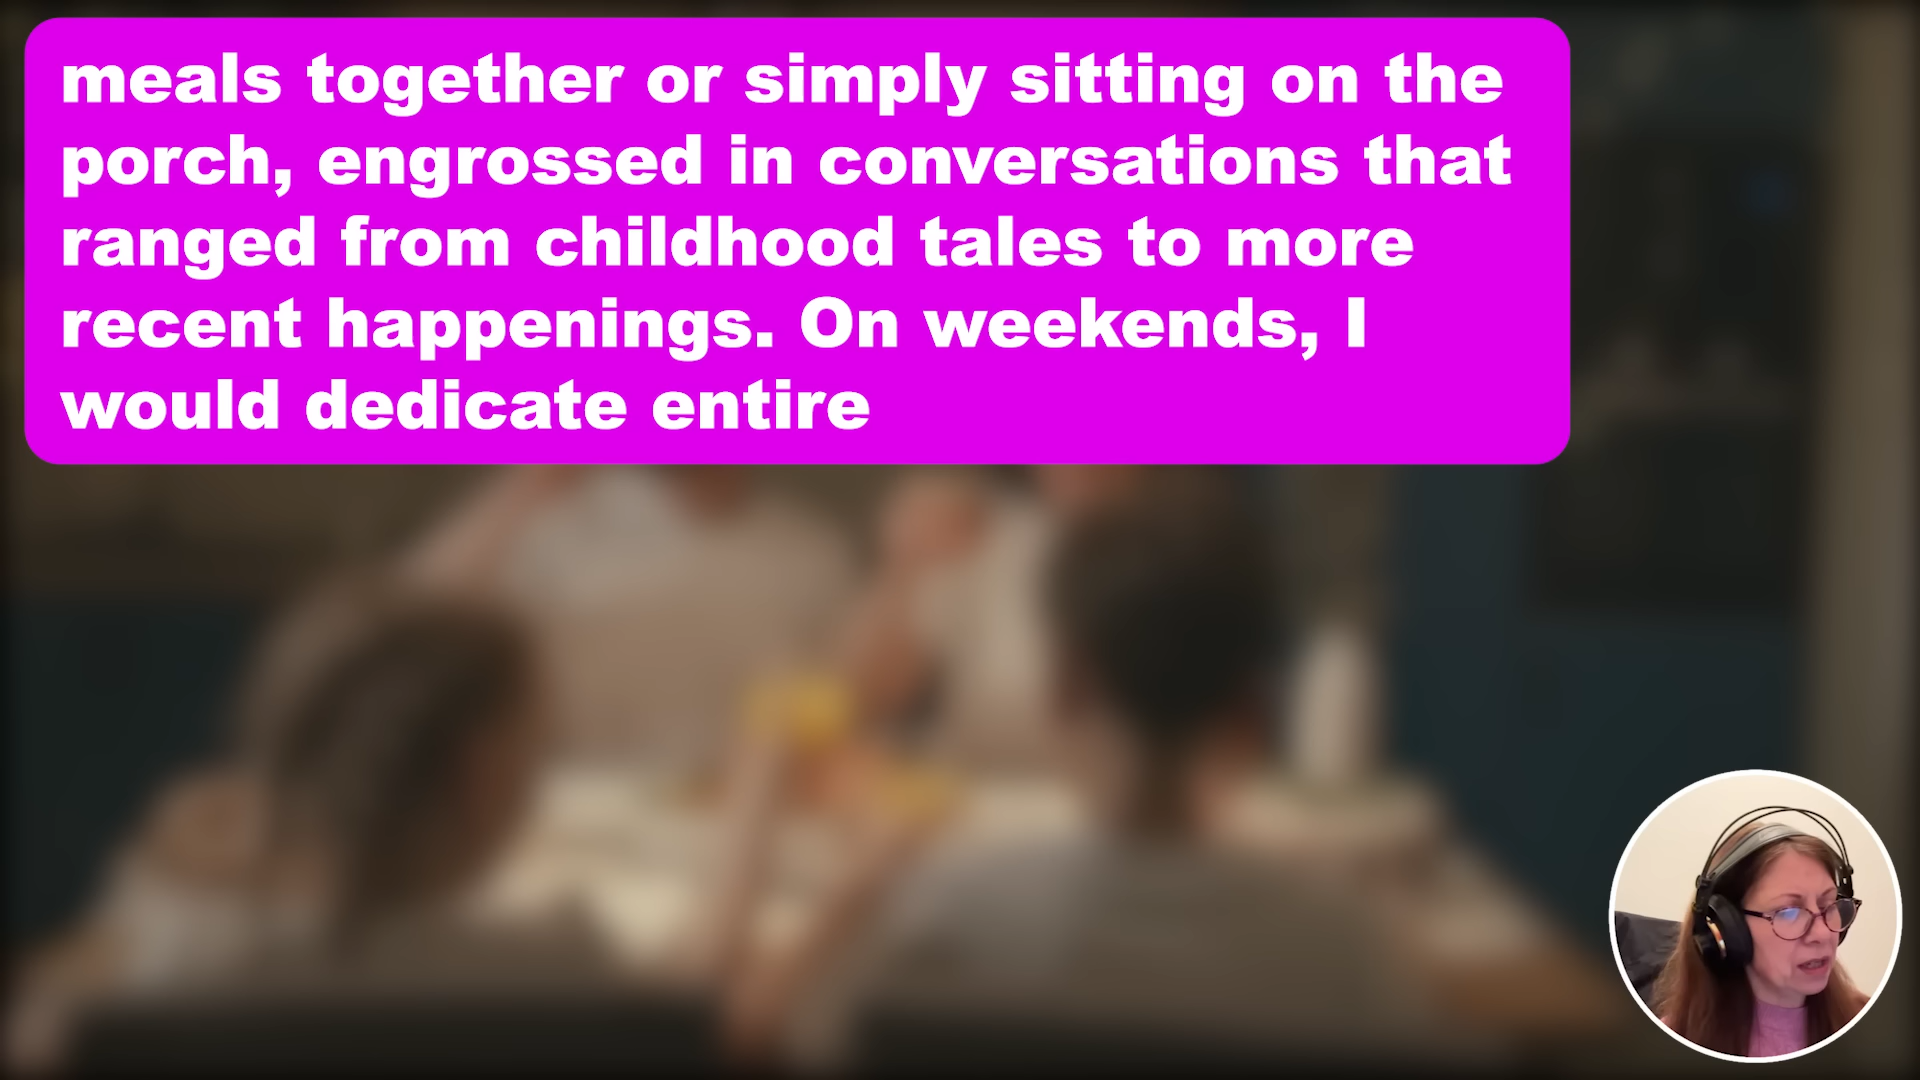 meals together or simply sitting on the
porch, engrossed in conversations that
ranged from childhood tales to more
recent happenings. On weekends, I
would dedicate entire